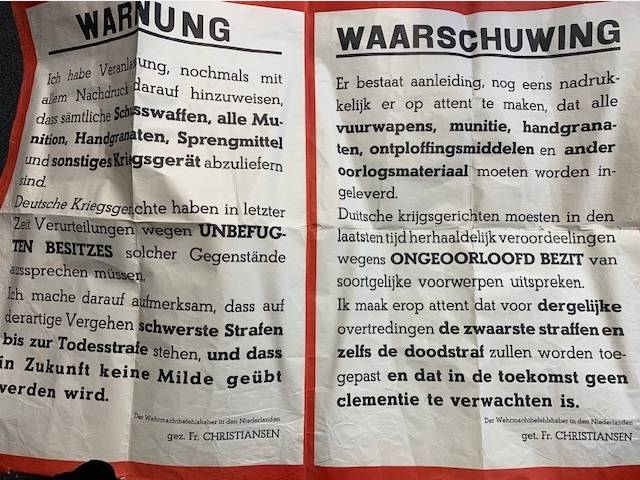 WARNUNG
Ich habe Veranlassung, nochmals mit
allem Nachdruck darauf hinzuweisen,
dass sämtliche Schusswaffen, alle Mu-
nition, Handgranaten, Sprengmittel
und sonstiges Kriegsgerät abzuliefern
sind.
Deutsche Kriegsgerichte haben in letzter
Zeit Verurteilungen wegen UNBEFUG-
TEN BESITZES solcher Gegenstände
aussprechen müssen.
Ich mache darauf aufmerksam, dass auf
derartige Vergehen schwerste Strafen
bis zur Todesstrafe stehen, und dass
in Zukunft keine Milde geübt
werden wird.
Der Wehrmachtbefehlshaber in den Niederlanden
gez. Fr. CHRISTIANSEN
WAARSCHUWING
Er bestaat aanleiding, nog eens nadruk-
kelijk er op attent te maken, dat alle
vuurwapens, munitie, handgrana-
ten, ontploffingsmiddelen en ander
oorlogsmateriaal moeten worden in-
geleverd.
Duitsche krijgsgerichten moesten in den
laatsten tijd herhaaldelijk veroordeelingen
wegens ONGEOORLOOFD BEZIT van
soortgelijke voorwerpen uitspreken.
Ik maak erop attent dat voor dergelijke
overtredingen de zwaarste straffen en
zelfs de doodstraf zullen worden toe-
gepast en dat in de toekomst geen
clementie te verwachten is.
Der Wehrmachtbefehlshaber in den Niederlanden
get. Fr. CHRISTIANSEN